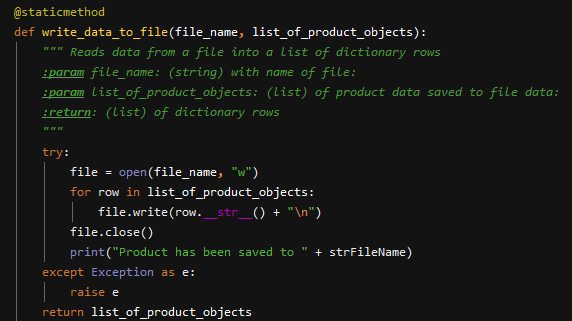 @staticmethod
def write_data_to_file(file_name, list_of_product_objects):
""" Reads data from a file into a list of dictionary rows
:param file_name: (string) with name of file:
:param list_of_product_objects: (list) of product data saved to file data:
:return: (list) of dictionary rows
"""
try:
file = open(file_name, "w")
for row in list_of_product_objects:
file.write(row.__str__() + "\n")
file.close()
print("Product has been saved to " + strFileName)
except Exception as e:
raise e
return list_of_product_objects